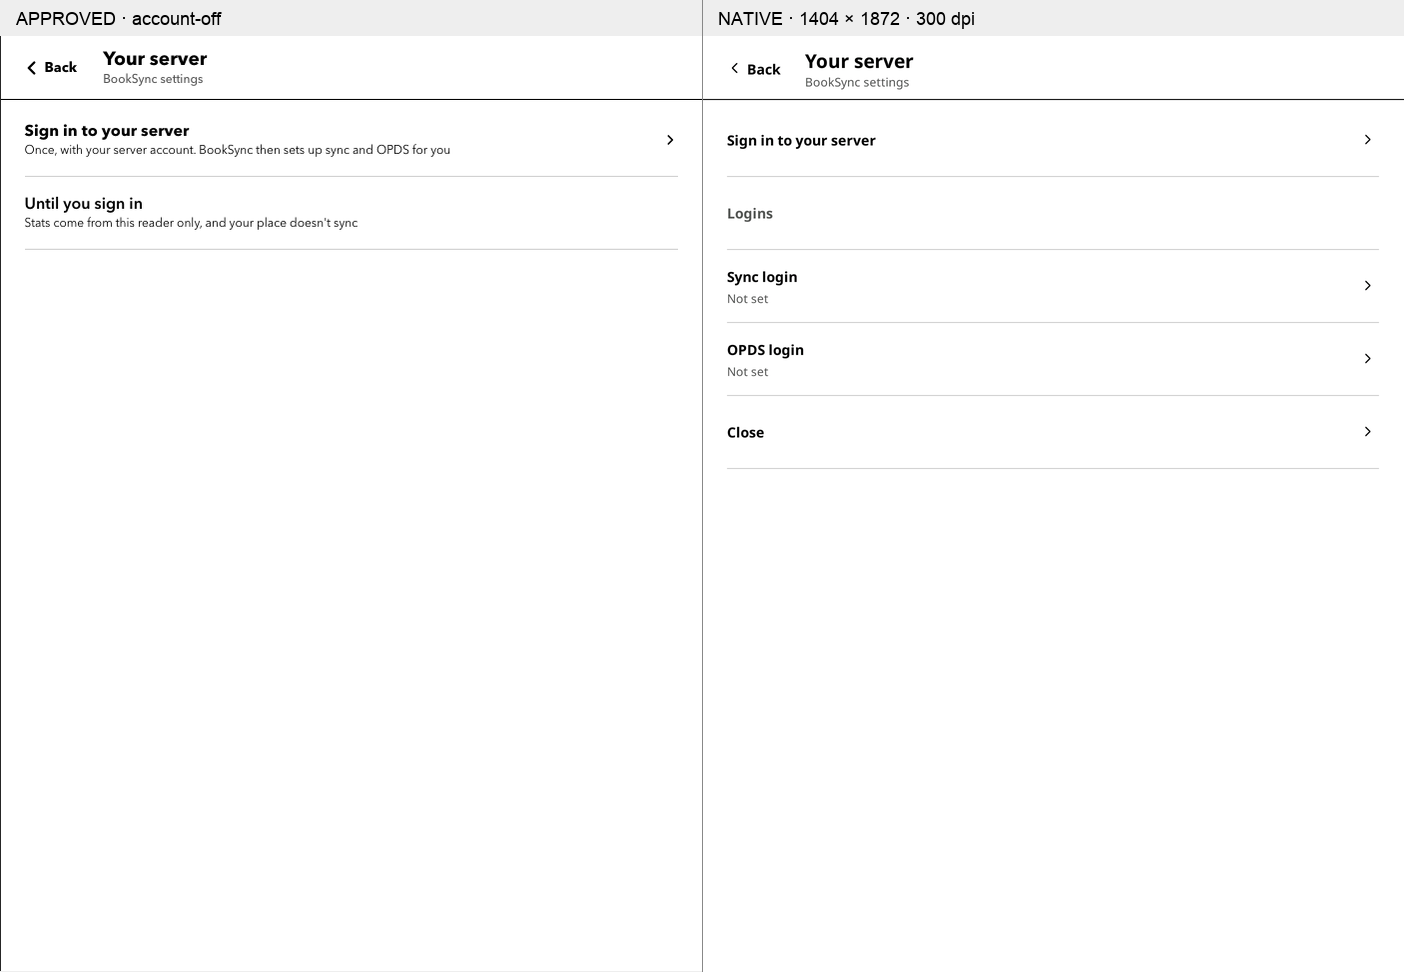 APPROVED · account-off
Back
Your server
BookSync settings
Sign in to your server
Once, with your server account. BookSync then sets up sync and OPDS for you
Until you sign in
Stats come from this reader only, and your place doesn't sync
NATIVE · 1404 × 1872 · 300 dpi
Back
Your server
BookSync settings
Sign in to your server
Logins
Sync login
Not set
OPDS login
Not set
Close